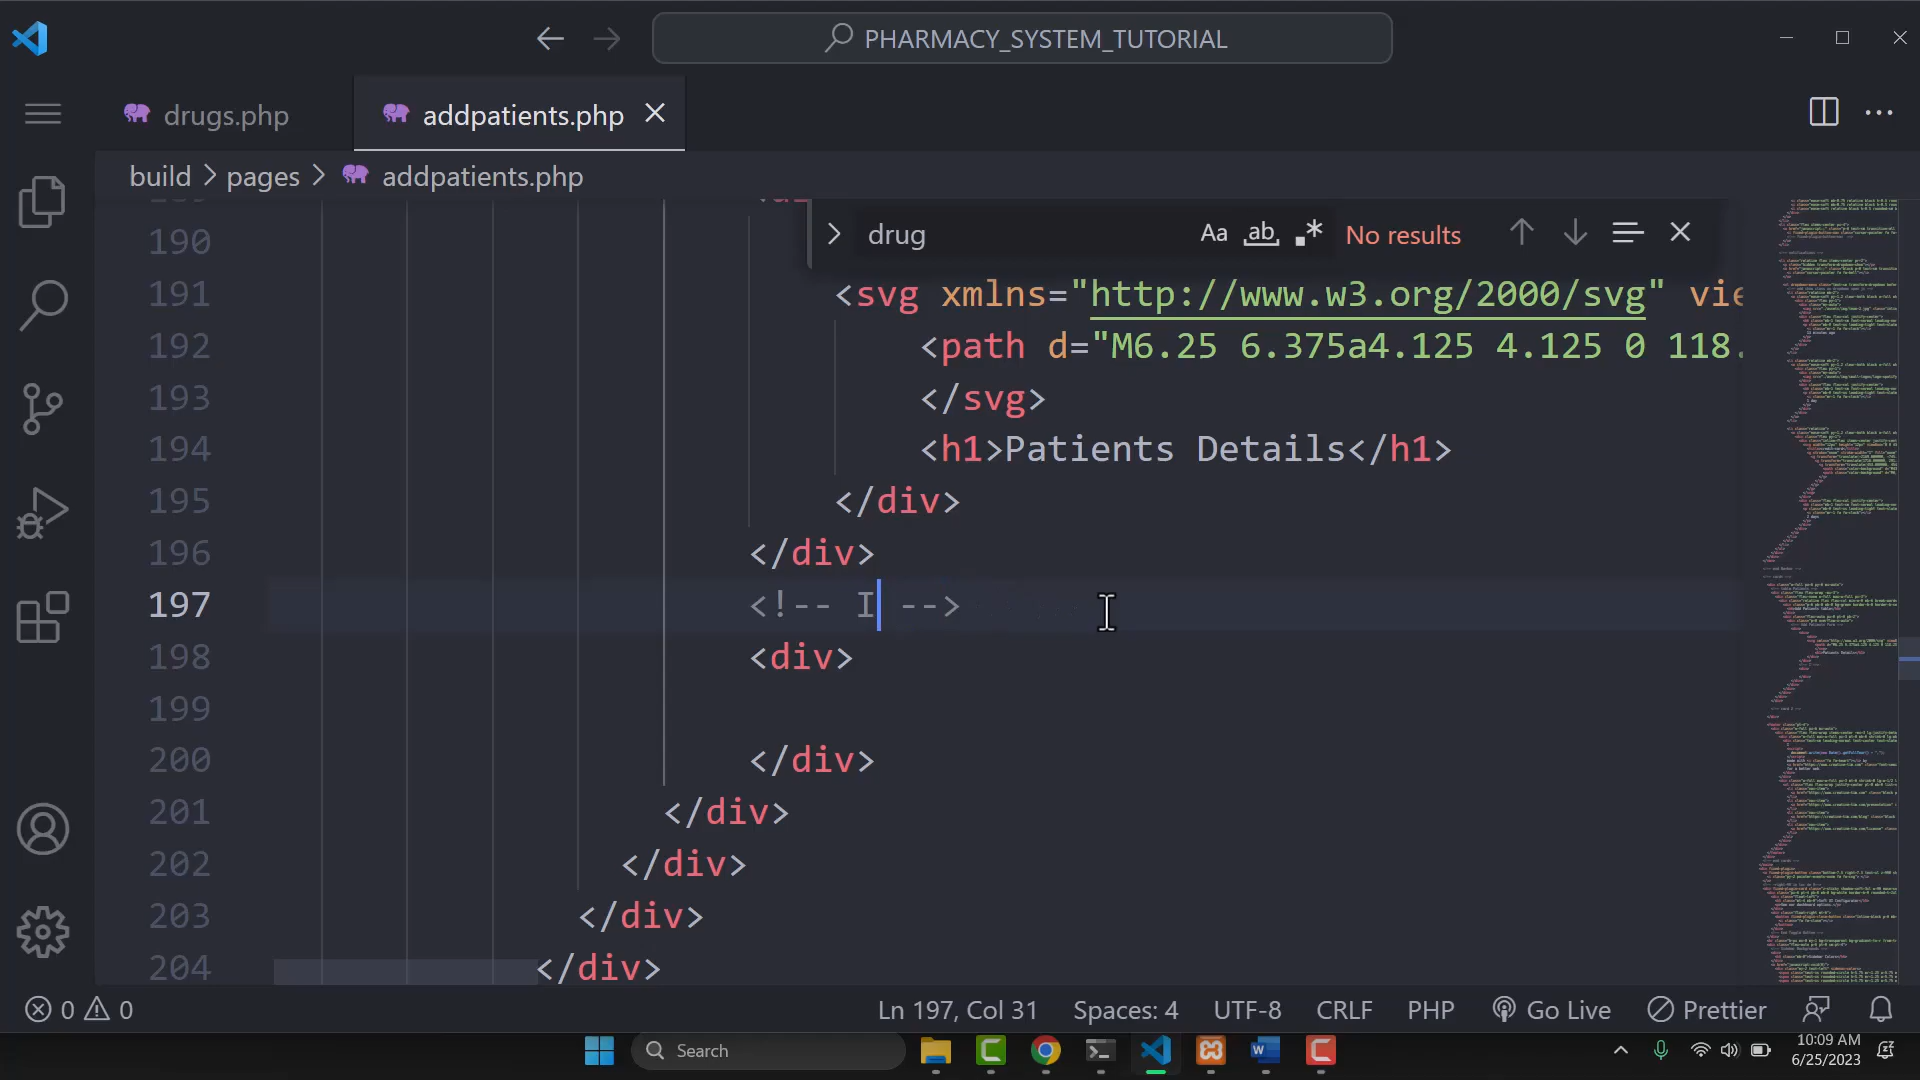 PHARMACY_SYSTEM_TUTORIAL
drugs.php
addpatients.php
build > pages > addpatients.php
drug
Aa ab .* No results
190
191 <svg xmlns="http://www.w3.org/2000/svg" vie
192 <path d="M6.25 6.375a4.125 4.125 0 118.
193 </svg>
194 <h1>Patients Details</h1>
195 </div>
196 </div>
197 <!-- I -->
198 <div>
199
200 </div>
201 </div>
202 </div>
203 </div>
204 </div>
0 0 Ln 197, Col 31 Spaces: 4 UTF-8 CRLF PHP Go Live Prettier
Search
10:09 AM
6/25/2023